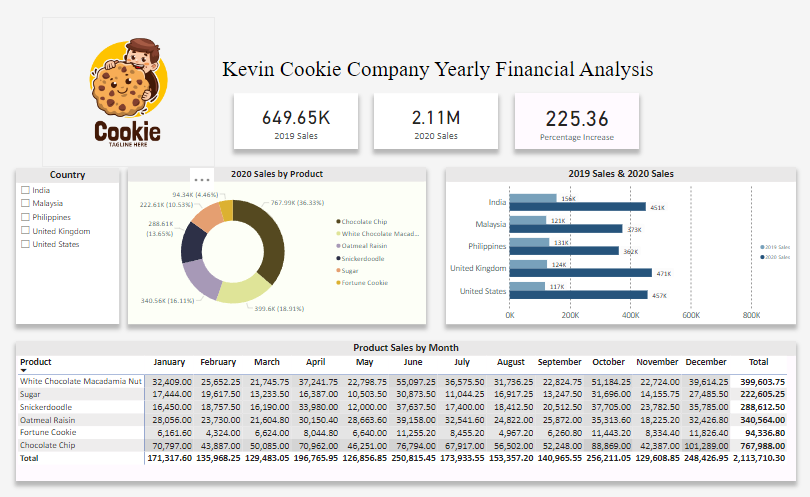 Kevin Cookie Company Yearly Financial Analysis
Cookie
TAGLINE HERE
649.65K
2019 Sales
2.11M
2020 Sales
225.36
Percentage Increase
Country
India
Malaysia
Philippines
United Kingdom
United States
2020 Sales by Product
94.34K (4.46%)
222.61K (10.53%)
288.61K
(13.65%)
340.56K (16.11%)
767.99K (36.33%)
399.6K (18.91%)
Chocolate Chip
White Chocolate Macad...
Oatmeal Raisin
Snickerdoodle
Sugar
Fortune Cookie
2019 Sales & 2020 Sales
India 156K 451K
Malaysia 121K 373K
Philippines 131K 362K
United Kingdom 124K 471K
United States 117K 457K
0K 200K 400K 600K 800K
2019 Sales
2020 Sales
Product Sales by Month
Product January February March April May June July August September October November December Total
White Chocolate Macadamia Nut 32,409.00 25,652.25 21,745.75 37,241.75 22,798.75 55,097.25 36,575.50 31,736.25 22,824.75 51,184.25 22,724.00 39,614.25 399,603.75
Sugar 17,444.00 19,617.50 13,233.50 16,387.00 10,503.50 30,873.50 11,044.25 16,917.25 13,247.50 31,696.00 14,155.75 27,485.50 222,605.25
Snickerdoodle 16,450.00 18,757.50 16,190.00 33,980.00 12,000.00 37,637.50 17,400.00 18,412.50 20,512.50 37,705.00 23,782.50 35,785.00 288,612.50
Oatmeal Raisin 28,056.00 23,730.00 21,604.80 30,150.40 28,663.60 39,158.00 32,541.60 24,822.00 25,872.00 35,313.60 18,225.20 32,426.80 340,564.00
Fortune Cookie 6,161.60 4,324.00 6,624.00 8,044.80 6,640.00 11,255.20 8,455.20 4,967.20 6,260.80 11,443.20 8,334.40 11,826.40 94,336.80
Chocolate Chip 70,797.00 43,887.00 50,085.00 70,962.00 46,251.00 76,794.00 67,917.00 56,502.00 52,248.00 88,869.00 42,387.00 101,289.00 767,988.00
Total 171,317.60 135,968.25 129,483.05 196,765.95 126,856.85 250,815.45 173,933.55 153,357.20 140,965.55 256,211.05 129,608.85 248,426.95 2,113,710.30